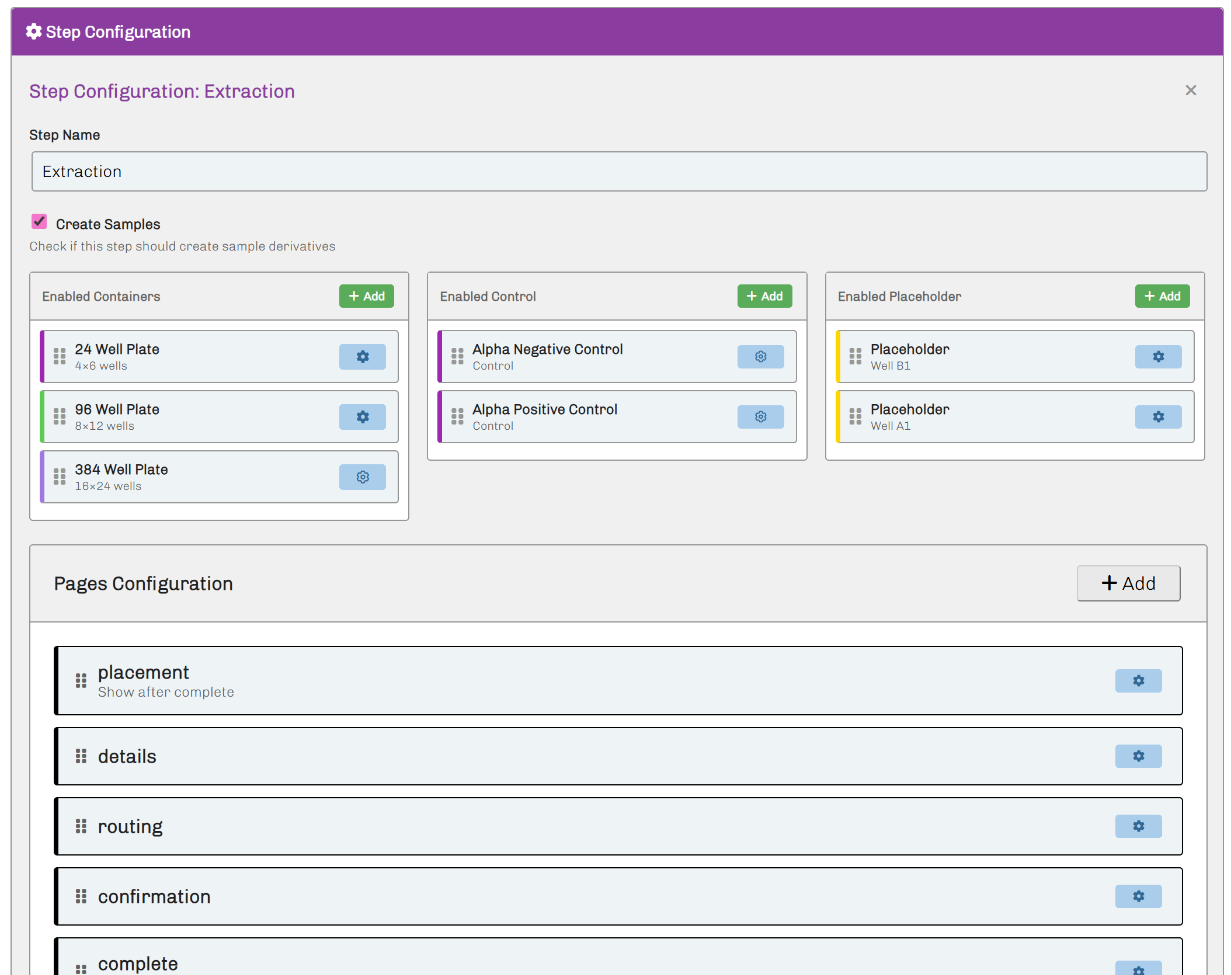 Step Configuration
Step Configuration: Extraction
×
Step Name
Extraction
Create Samples
Check if this step should create sample derivatives
Enabled Containers
+ Add
24 Well Plate
4×6 wells
96 Well Plate
8×12 wells
384 Well Plate
16×24 wells
Enabled Control
+ Add
Alpha Negative Control
Control
Alpha Positive Control
Control
Enabled Placeholder
+ Add
Placeholder
Well B1
Placeholder
Well A1
Pages Configuration
+ Add
placement
Show after complete
details
routing
confirmation
complete